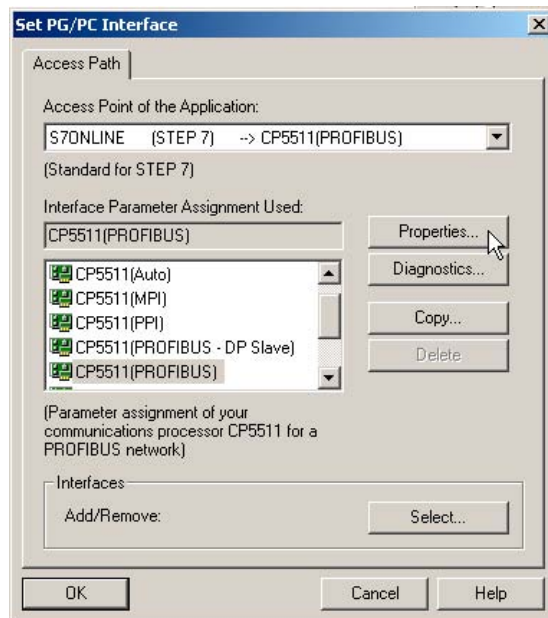 Set PG/PC Interface
Access Path
Access Point of the Application:
S7ONLINE (STEP 7) --> CP5511(PROFIBUS)
(Standard for STEP 7)
Interface Parameter Assignment Used:
CP5511(PROFIBUS)
Properties...
CP5511(Auto)
CP5511(MPI)
CP5511(PPI)
CP5511(PROFIBUS - DP Slave)
CP5511(PROFIBUS)
Diagnostics...
Copy...
Delete
(Parameter assignment of your
communications processor CP5511 for a
PROFIBUS network)
Interfaces
Add/Remove:
Select...
OK
Cancel
Help